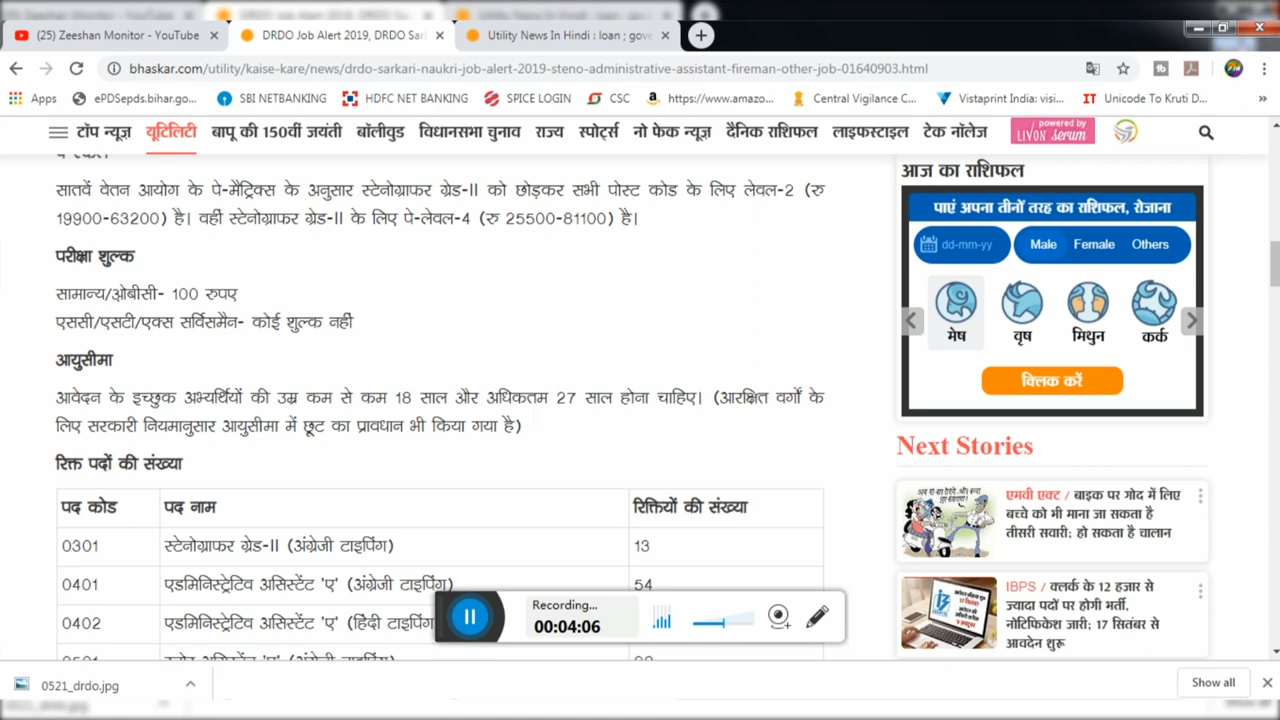 (25) Zeeshan Monitor - YouTube
DRDO Job Alert 2019, DRDO Sar
Utility News In Hindi : loan ; gove
bhaskar.com/utility/kaise-kare/news/drdo-sarkari-naukri-job-alert-2019-steno-administrative-assistant-fireman-other-job-01640903.html
Apps ePDSepds.bihar.go... SBI NETBANKING HDFC NET BANKING SPICE LOGIN CSC https://www.amazo... Central Vigilance C... Vistaprint India: visi... IT Unicode To Kruti D... »
टॉप न्यूज़ यूटिलिटी बापू की 150वीं जयंती बॉलीवुड विधानसभा चुनाव राज्य स्पोर्ट्स नो फेक न्यूज़ दैनिक राशिफल लाइफस्टाइल टेक नॉलेज
powered by
LIVON serum
सातवें वेतन आयोग के पे-मेट्रिक्स के अनुसार स्टेनोग्राफर ग्रेड-II को छोड़कर सभी पोस्ट कोड के लिए लेवल-2 (रु
19900-63200) है। वहीं स्टेनोग्राफर ग्रेड-II के लिए पे-लेवल-4 (रु 25500-81100) है।
परीक्षा शुल्क
सामान्य/ओबीसी- 100 रुपए
एससी/एसटी/एक्स सर्विसमैन- कोई शुल्क नहीं
आयुसीमा
आवेदन के इच्छुक अभ्यर्थियों की उम्र कम से कम 18 साल और अधिकतम 27 साल होना चाहिए। (आरक्षित वर्गों के
लिए सरकारी नियमानुसार आयुसीमा में छूट का प्रावधान भी किया गया है)
रिक्त पदों की संख्या
पद कोड पद नाम रिक्तियों की संख्या
0301 स्टेनोग्राफर ग्रेड-II (अंग्रेजी टाइपिंग) 13
0401 एडमिनिस्ट्रेटिव असिस्टेंट 'ए' (अंग्रेजी टाइपिंग) 54
0402 एडमिनिस्ट्रेटिव असिस्टेंट 'ए' (हिंदी टाइपिंग
आज का राशिफल
पाएं अपना तीनों तरह का राशिफल, रोजाना
dd-mm-yy Male Female Others
मेष वृष मिथुन कर्क
क्लिक करें
Next Stories
एमवी एक्ट / बाइक पर गोद में लिए
बच्चे को भी माना जा सकता है
तीसरी सवारी; हो सकता है चालान
IBPS / क्लर्क के 12 हजार से
ज्यादा पदों पर होगी भर्ती,
नोटिफिकेश जारी; 17 सितंबर से
आवदेन शुरू
Recording...
00:04:06
0521_drdo.jpg
Show all